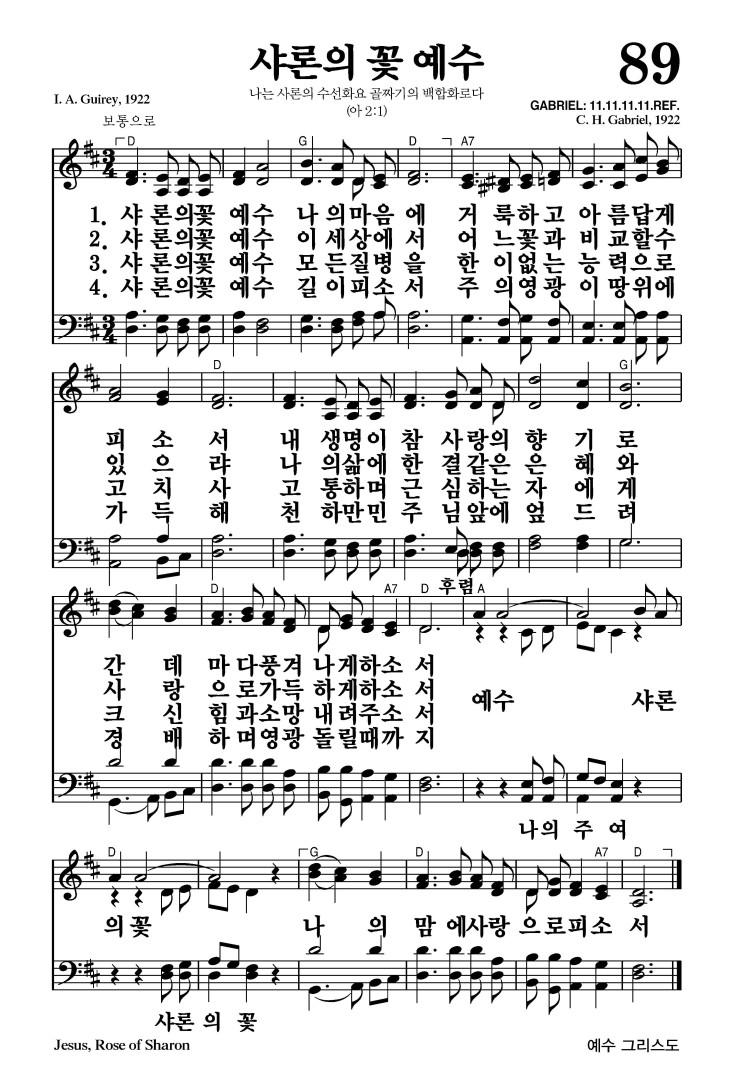 샤론의 꽃 예수
89
I. A. Guirey, 1922
나는 사론의 수선화요 골짜기의 백합화로다
(아 2:1)
GABRIEL: 11.11.11.11.REF.
C. H. Gabriel, 1922
보통으로
D G D A7
1. 샤 론의꽃 예수 나 의마음 에 거 룩하 고 아 름답게
2. 샤 론의꽃 예수 이 세상에 서 어 느꽃 과 비 교할수
3. 샤 론의꽃 예수 모 든질병 을 한 이없 는 능 력으로
4. 샤 론의꽃 예수 길 이피소 서 주 의영 광 이 땅위에
D G
피 소 서 내 생명이 참 사 랑의 향 기 로
있 으 랴 나 의삶에 한 결같은 은 혜 와
고 치 사 고 통하며 근 심하는 자 에 게
가 득 해 천 하만민 주 님앞에 엎 드 려
D A7 D 후렴 A
간 데 마 다풍겨 나게하소 서
사 랑 으 로가득 하게하소 서
크 신 힘 과소망 내려주소 서
경 배 하 며영광 돌릴때까 지
예수 샤론
나의 주 여
D G D A7 D
의꽃 나 의 맘 에사랑 으로피소 서
샤론 의 꽃
Jesus, Rose of Sharon
예수 그리스도